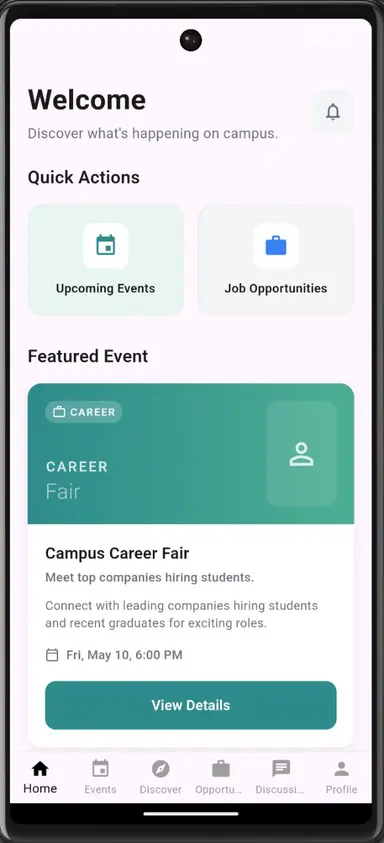 Welcome
Discover what's happening on campus.
Quick Actions
Upcoming Events
Job Opportunities
Featured Event
CAREER
CAREER
Fair
Campus Career Fair
Meet top companies hiring students.
Connect with leading companies hiring students
and recent graduates for exciting roles.
Fri, May 10, 6:00 PM
View Details
Home Events Discover Opportu... Discussi... Profile